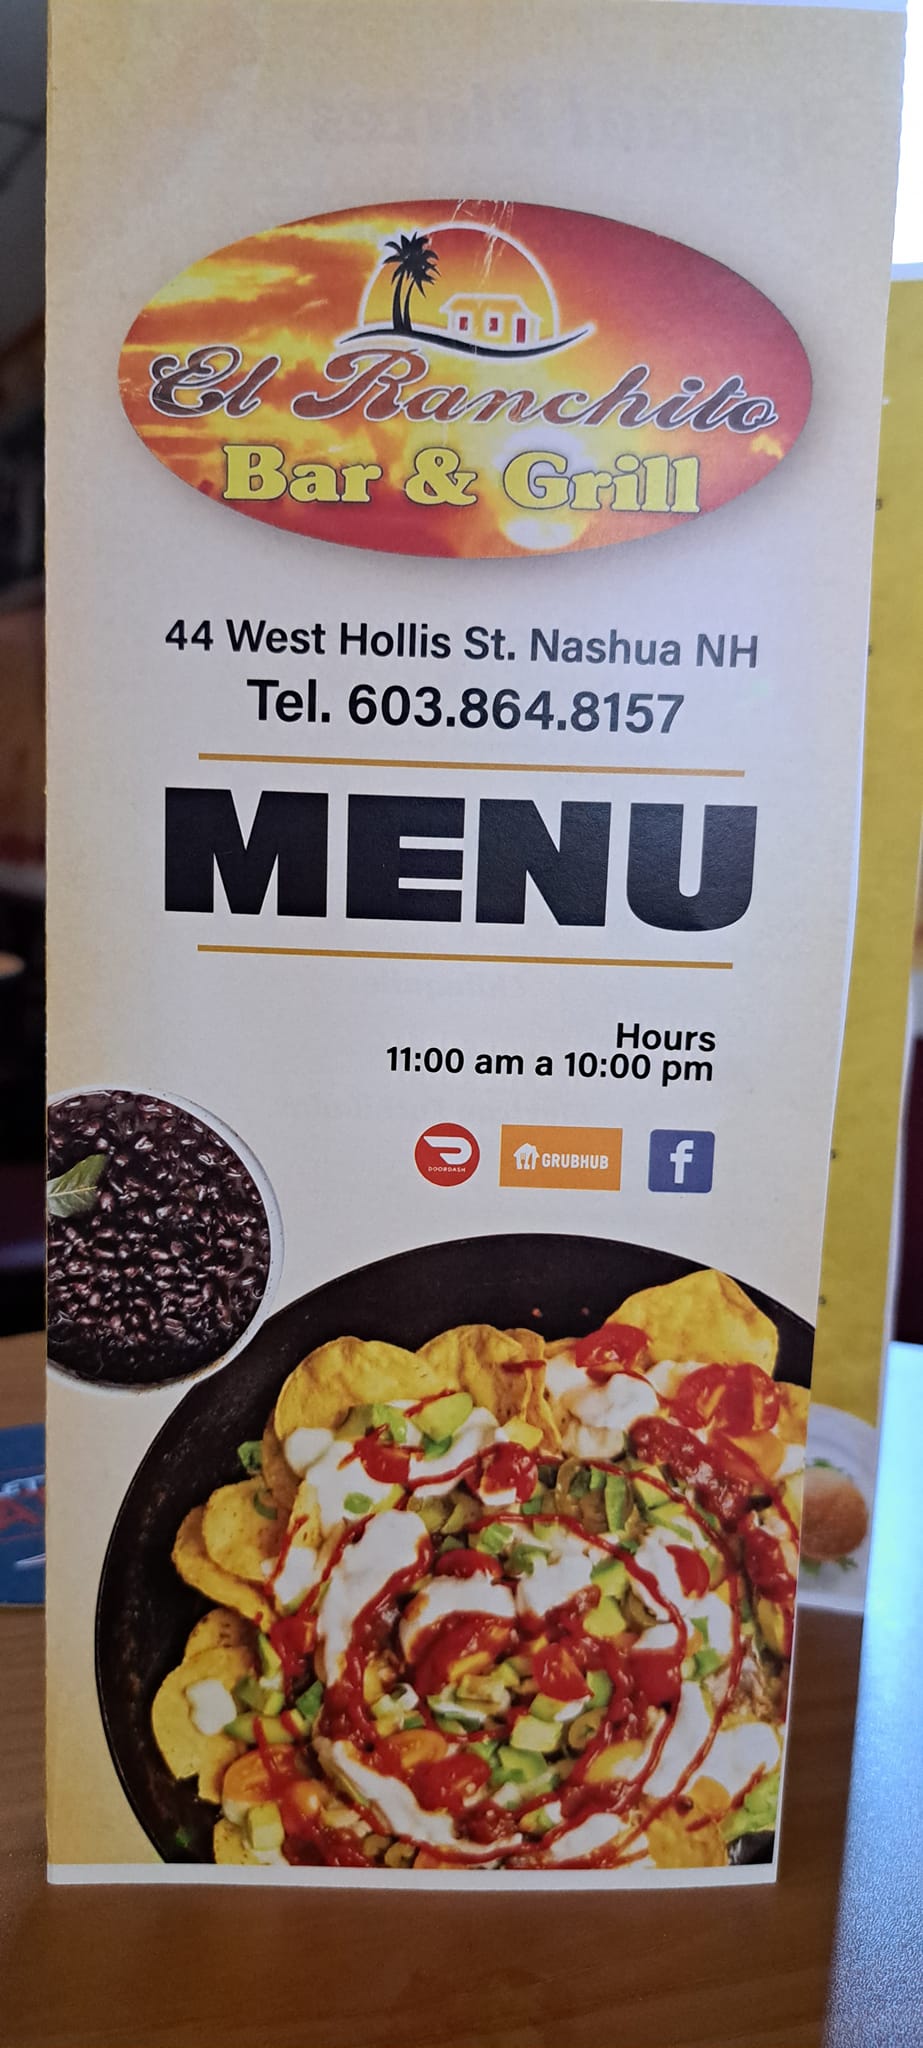 El Ranchito
Bar & Grill
44 West Hollis St. Nashua NH
Tel. 603.864.8157
MENU
Hours
11:00 am a 10:00 pm
DOORDASH
GRUBHUB
f